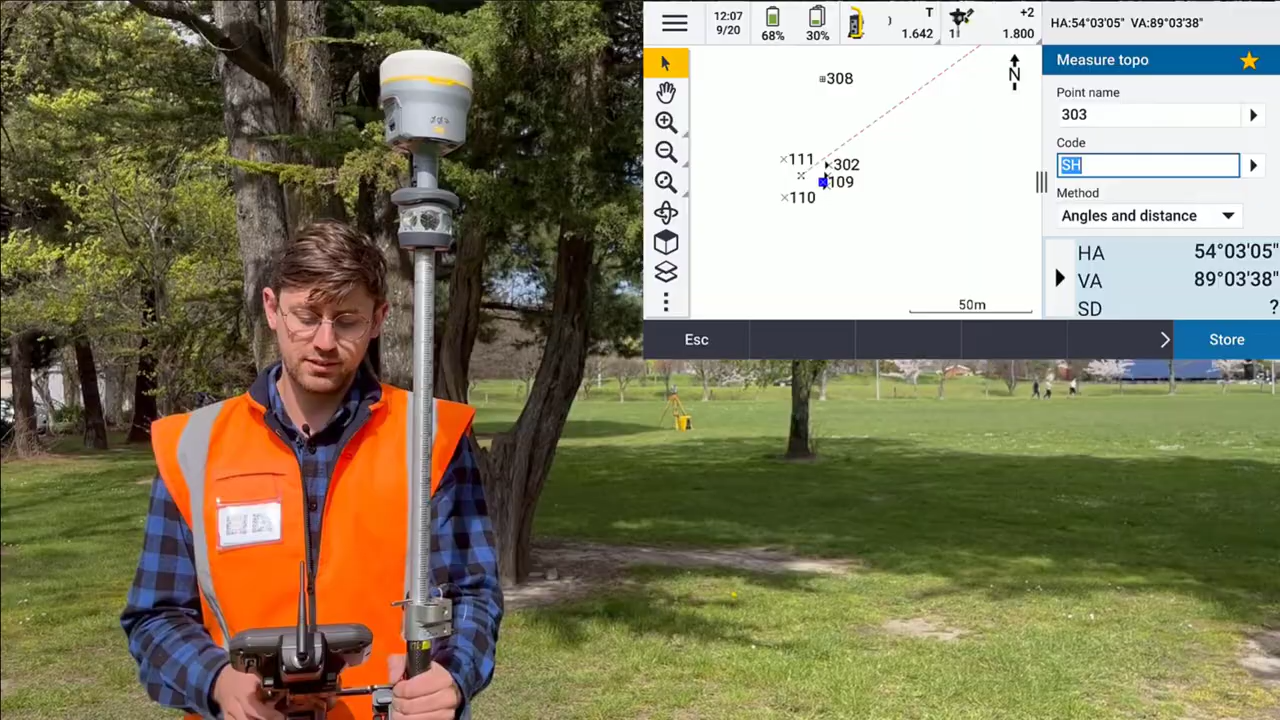 12:07
9/20
68%
30%
T
1.642
+2
1
1.800
HA:54°03'05" VA:89°03'38"
Measure topo
Point name
303
Code
SH
Method
Angles and distance
HA 54°03'05"
VA 89°03'38"
SD ?
308
N
111
302
109
110
50m
Esc
Store